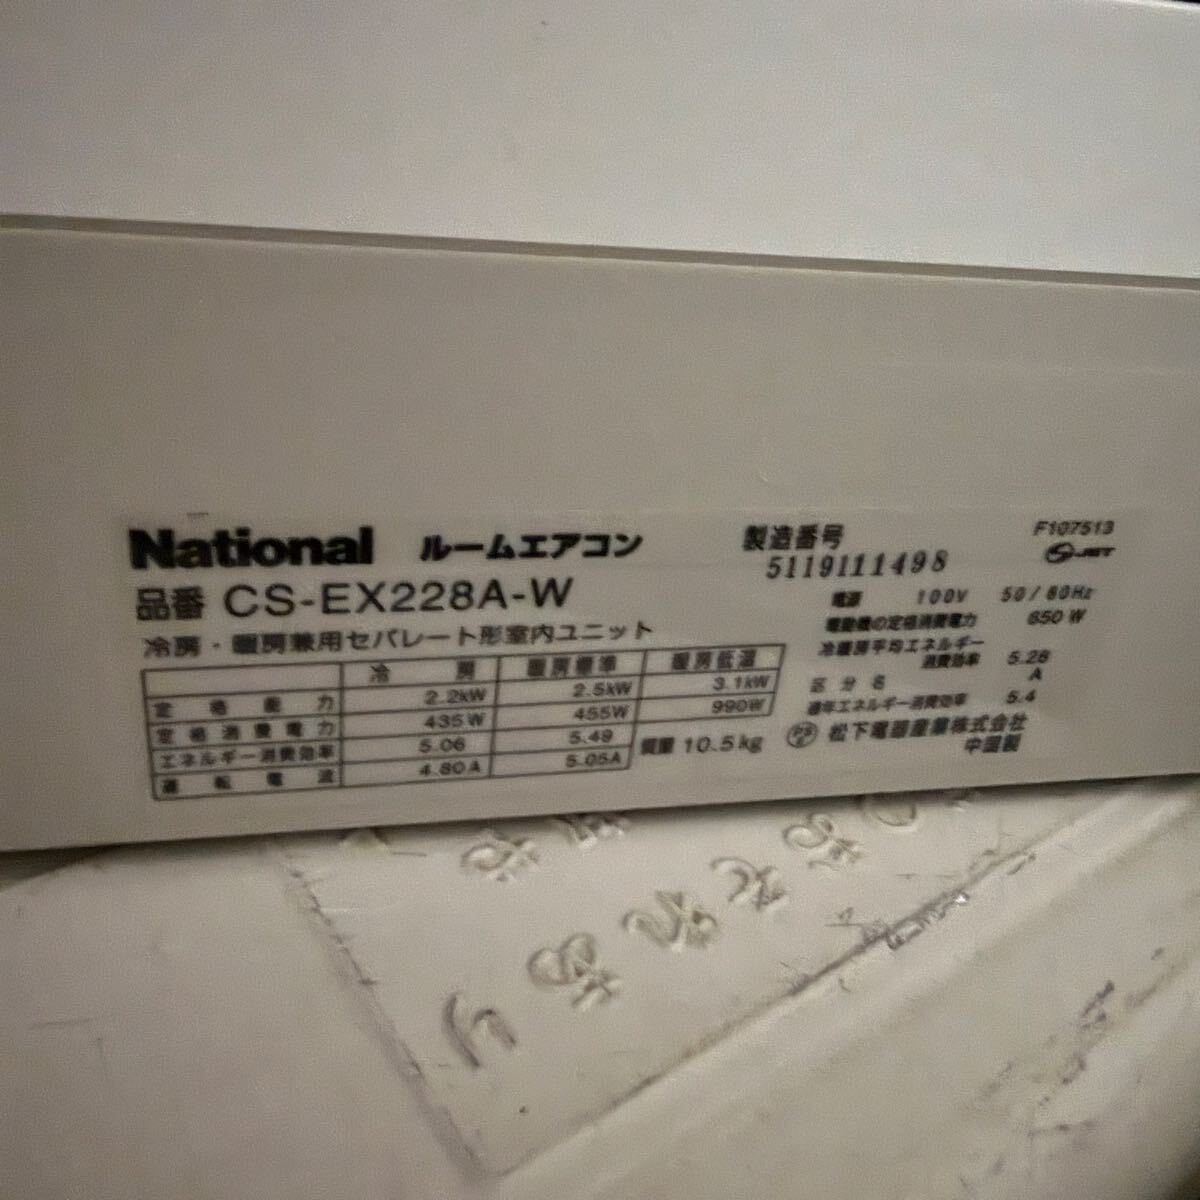 National ルームエアコン
品番 CS-EX228A-W
冷房・暖房兼用セパレート形室内ユニット
冷房 暖房標準 暖房低温
定格能力 2.2kW 2.5kW 3.1kW
定格消費電力 435W 455W 990W
エネルギー消費効率 5.06 5.49
運転電流 4.80A 5.05A
質量 10.5kg
製造番号
5119111498
F107513
JET
電源 100V 50/60Hz
電動機の定格消費電力 650W
冷暖房平均エネルギー
消費効率 5.28
区分名 A
通年エネルギー消費効率 5.4
PSE 松下電器産業株式会社
中国製